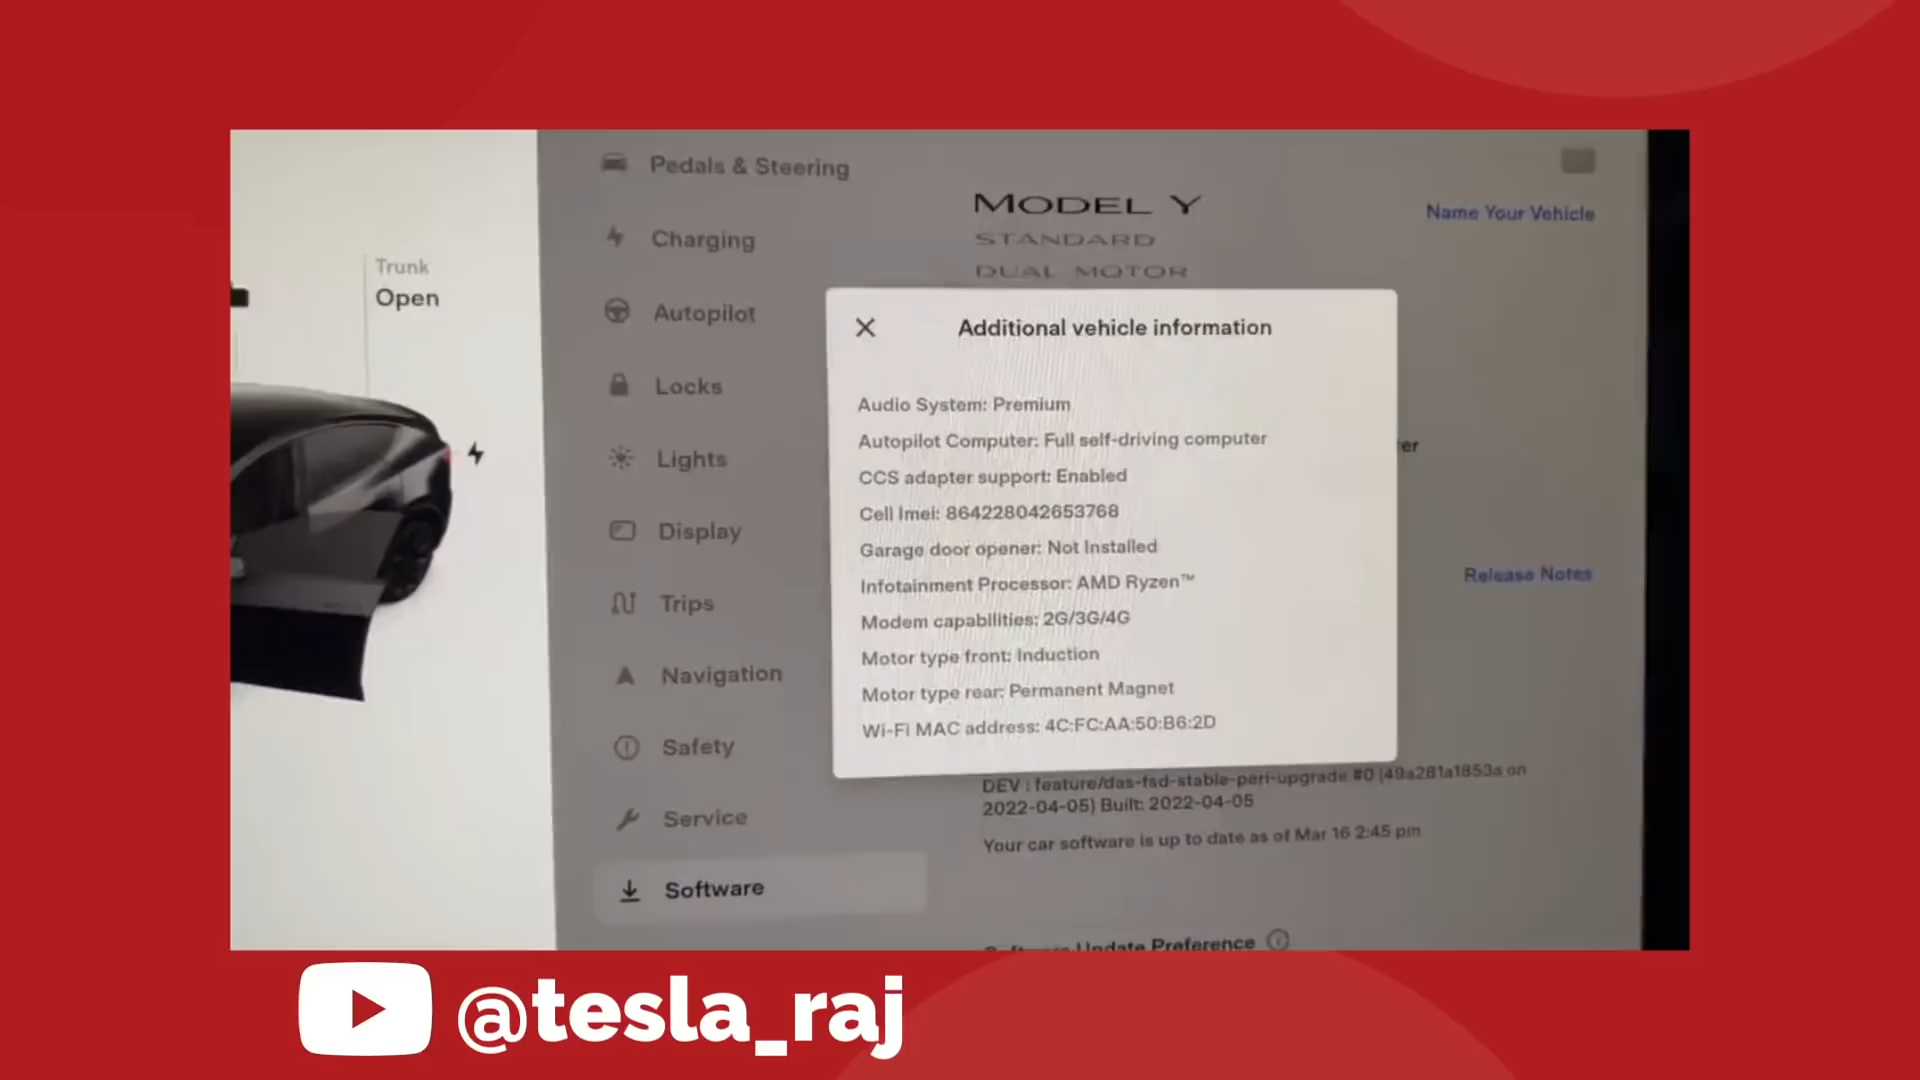 Pedals & Steering
MODEL Y
Name Your Vehicle
STANDARD
DUAL MOTOR
Charging
Trunk
Open
Autopilot
Locks
Lights
Display
Trips
Navigation
Safety
Service
Software
Additional vehicle information
Audio System: Premium
Autopilot Computer: Full self-driving computer
CCS adapter support: Enabled
Cell Imei: 864228042653768
Garage door opener: Not Installed
Infotainment Processor: AMD Ryzen™
Modem capabilities: 2G/3G/4G
Motor type front: Induction
Motor type rear: Permanent Magnet
Wi-Fi MAC address: 4C:FC:AA:50:B6:2D
Release Notes
DEV : feature/das-fsd-stable-peri-upgrade #0 (49a281a1853a on
2022-04-05) Built: 2022-04-05
Your car software is up to date as of Mar 16 2:45 pm
Update Preference
@tesla_raj